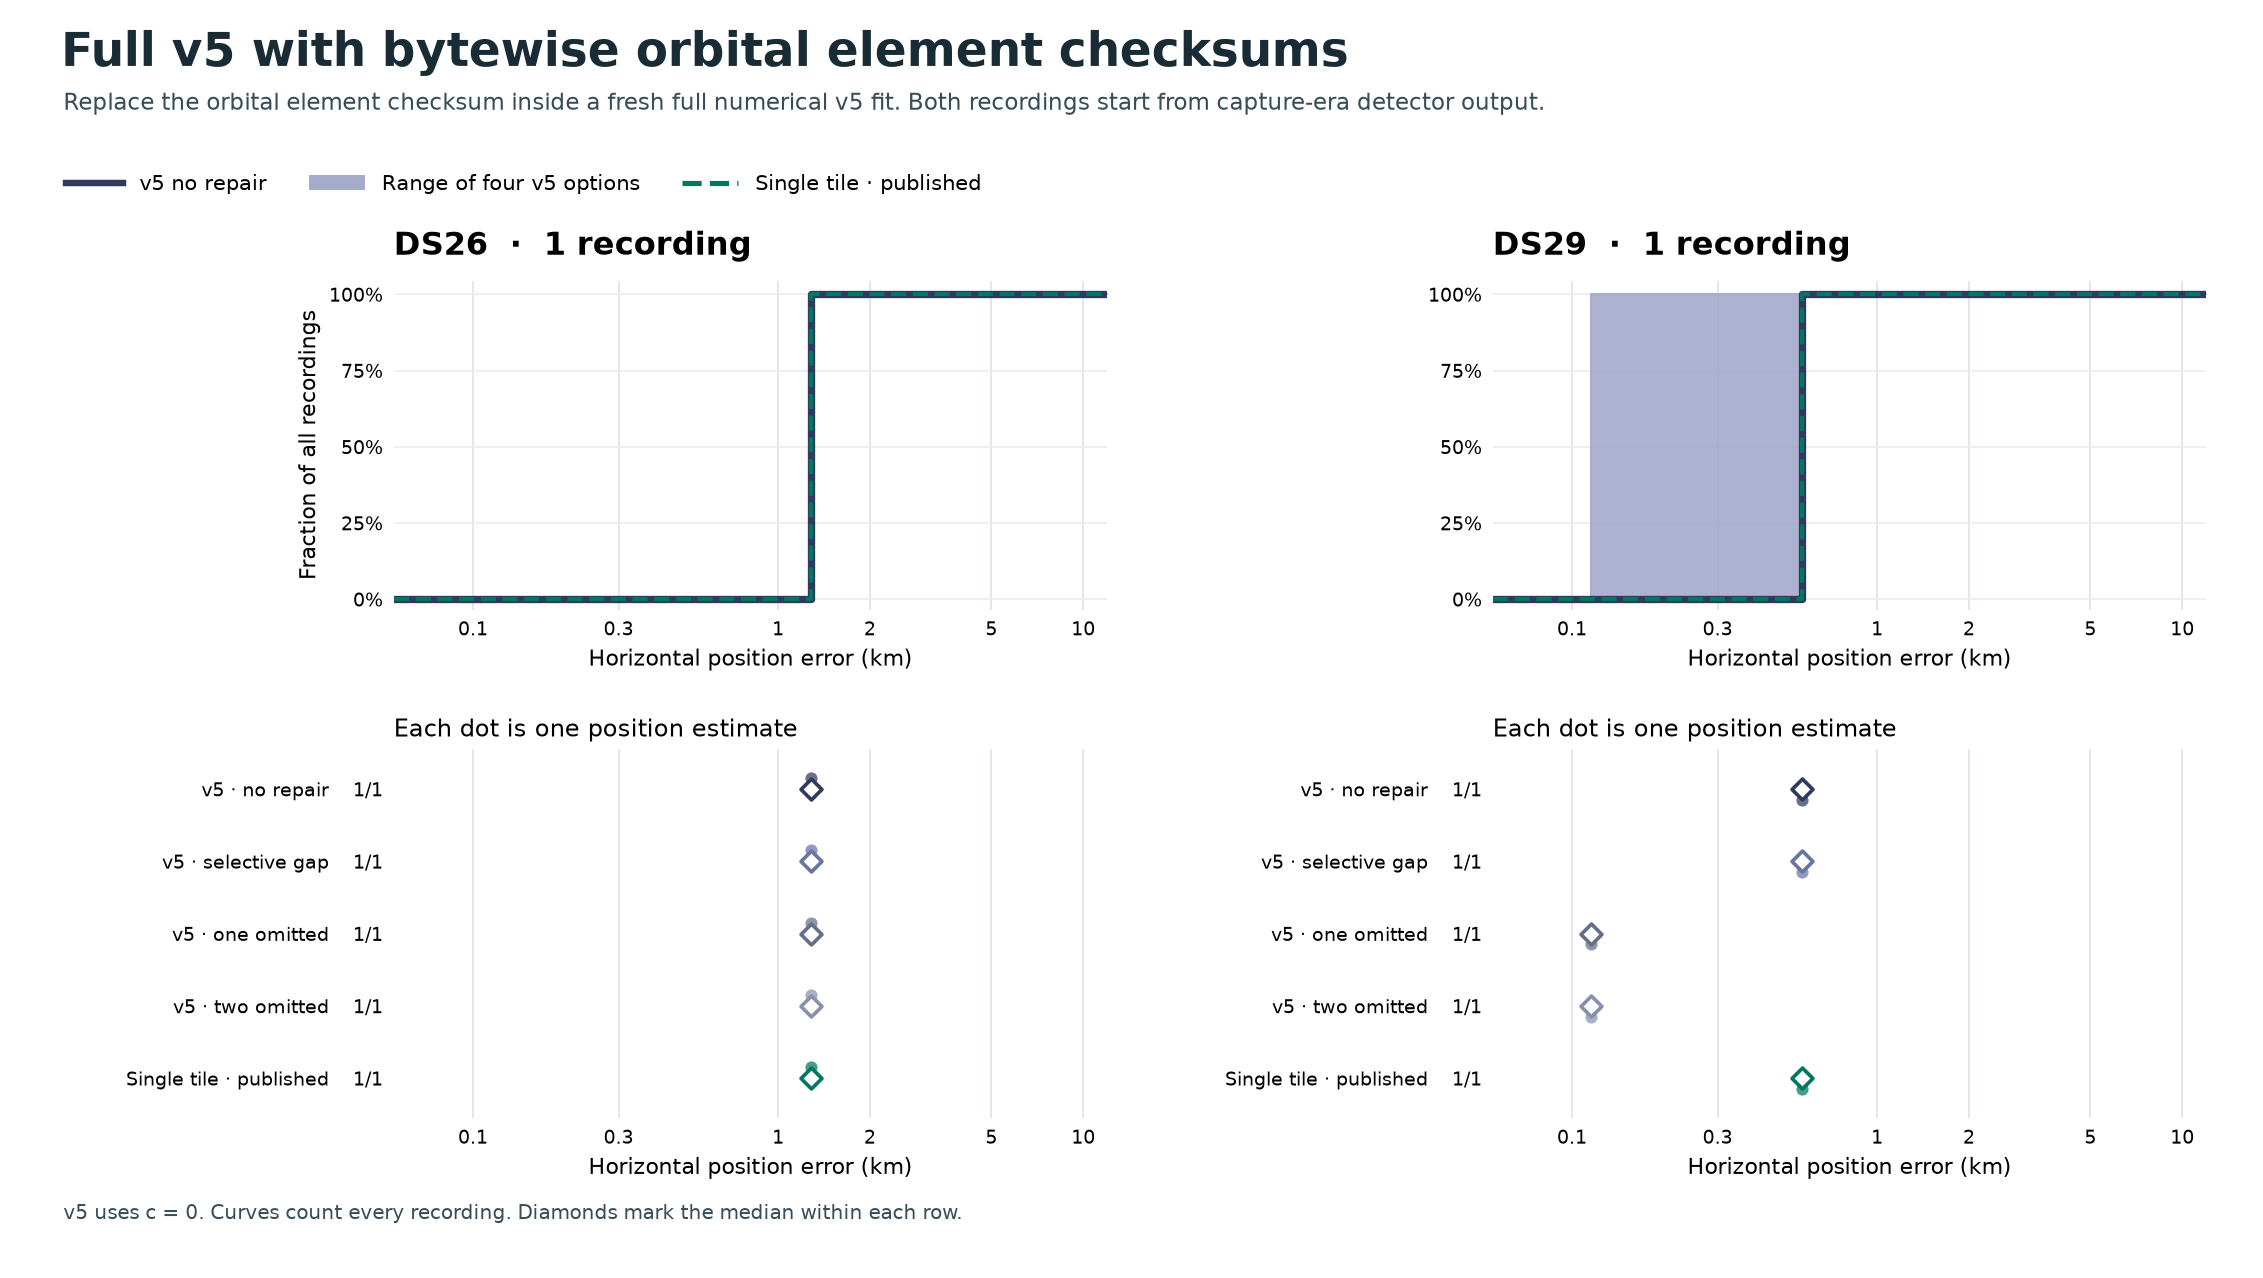 Full v5 with bytewise orbital element checksums
Replace the orbital element checksum inside a fresh full numerical v5 fit. Both recordings start from capture-era detector output.
v5 no repair
Range of four v5 options
Single tile · published
DS26 · 1 recording
100%
75%
50%
25%
0%
Fraction of all recordings
0.1 0.3 1 2 5 10
Horizontal position error (km)
DS29 · 1 recording
100%
75%
50%
25%
0%
0.1 0.3 1 2 5 10
Horizontal position error (km)
Each dot is one position estimate
v5 · no repair 1/1
v5 · selective gap 1/1
v5 · one omitted 1/1
v5 · two omitted 1/1
Single tile · published 1/1
0.1 0.3 1 2 5 10
Horizontal position error (km)
Each dot is one position estimate
v5 · no repair 1/1
v5 · selective gap 1/1
v5 · one omitted 1/1
v5 · two omitted 1/1
Single tile · published 1/1
0.1 0.3 1 2 5 10
Horizontal position error (km)
v5 uses c = 0. Curves count every recording. Diamonds mark the median within each row.